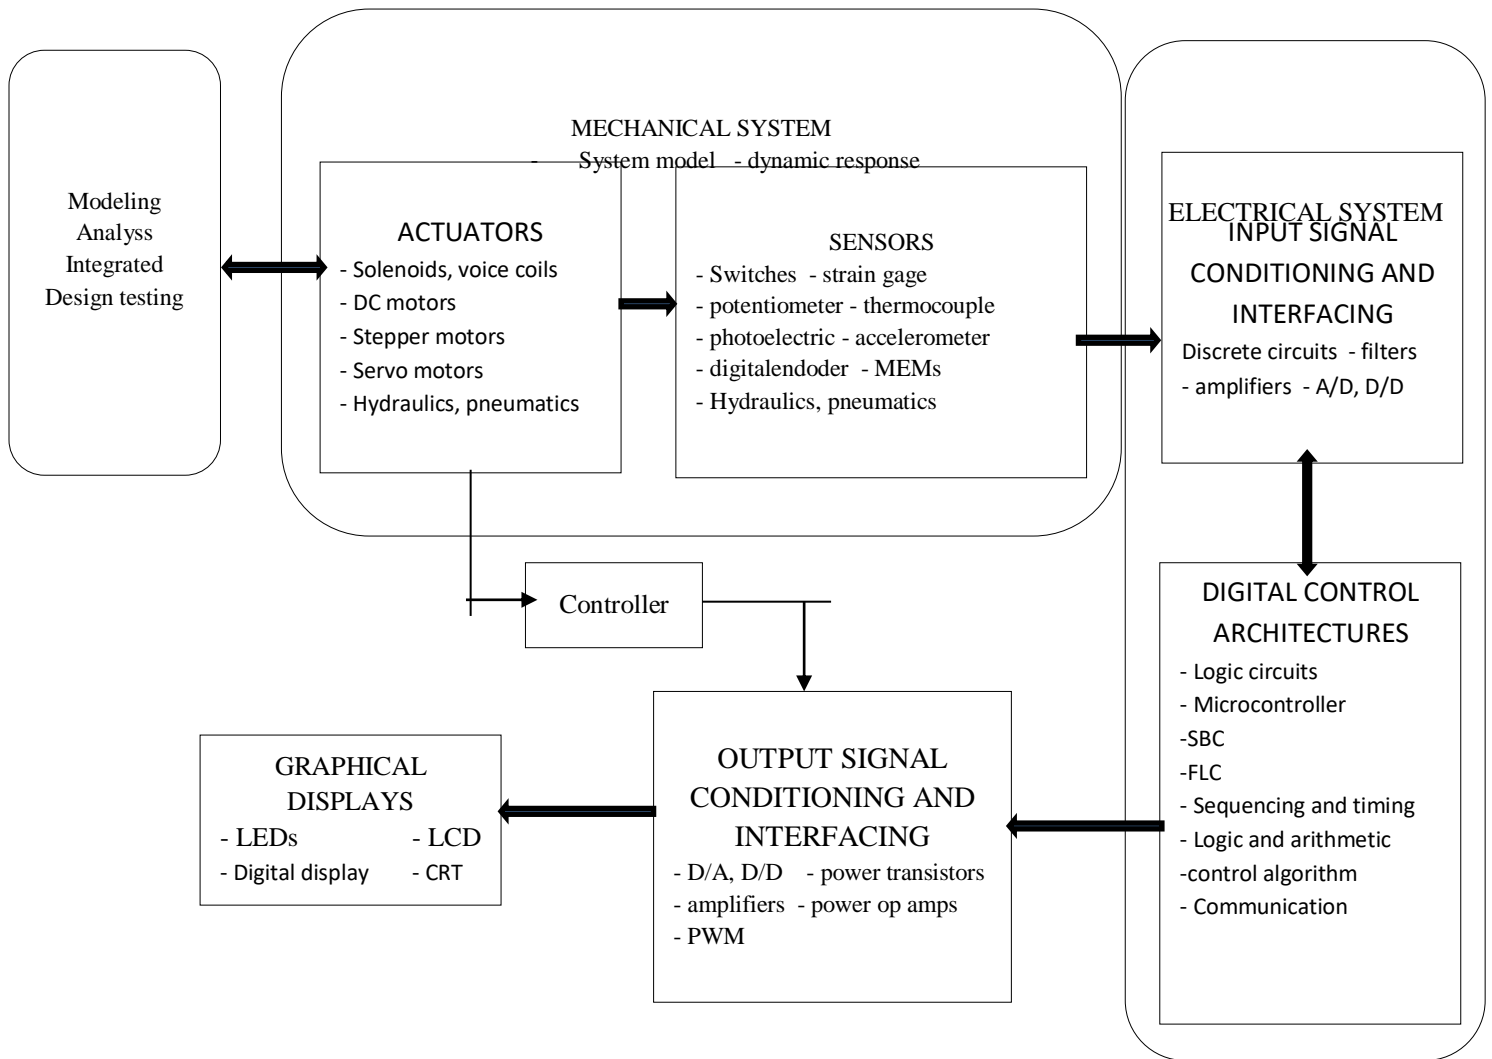 Modeling
Analyss
Integrated
Design testing
MECHANICAL SYSTEM
- System model - dynamic response
ACTUATORS
- Solenoids, voice coils
- DC motors
- Stepper motors
- Servo motors
- Hydraulics, pneumatics
SENSORS
- Switches - strain gage
- potentiometer - thermocouple
- photoelectric - accelerometer
- digitalendoder - MEMs
- Hydraulics, pneumatics
ELECTRICAL SYSTEM
INPUT SIGNAL
CONDITIONING AND
INTERFACING
Discrete circuits - filters
- amplifiers - A/D, D/D
Controller
DIGITAL CONTROL
ARCHITECTURES
- Logic circuits
- Microcontroller
-SBC
-FLC
- Sequencing and timing
- Logic and arithmetic
-control algorithm
- Communication
OUTPUT SIGNAL
CONDITIONING AND
INTERFACING
- D/A, D/D - power transistors
- amplifiers - power op amps
- PWM
GRAPHICAL
DISPLAYS
- LEDs - LCD
- Digital display - CRT